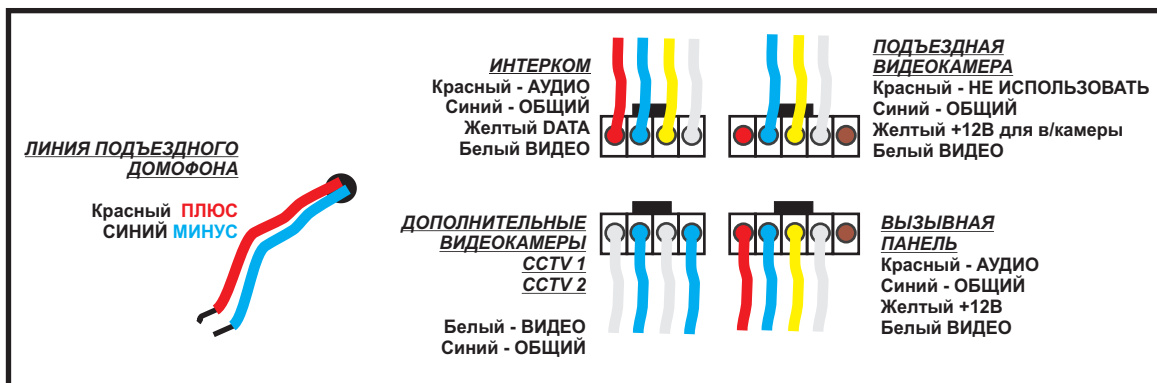 ЛИНИЯ ПОДЪЕЗДНОГО
ДОМОФОНА
Красный ПЛЮС
СИНИЙ МИНУС
ИНТЕРКОМ
Красный - АУДИО
Синий - ОБЩИЙ
Желтый DATA
Белый ВИДЕО
ПОДЪЕЗДНАЯ
ВИДЕОКАМЕРА
Красный - НЕ ИСПОЛЬЗОВАТЬ
Синий - ОБЩИЙ
Желтый +12В для в/камеры
Белый ВИДЕО
ДОПОЛНИТЕЛЬНЫЕ
ВИДЕОКАМЕРЫ
CCTV 1
CCTV 2
Белый - ВИДЕО
Синий - ОБЩИЙ
ВЫЗЫВНАЯ
ПАНЕЛЬ
Красный - АУДИО
Синий - ОБЩИЙ
Желтый +12В
Белый ВИДЕО